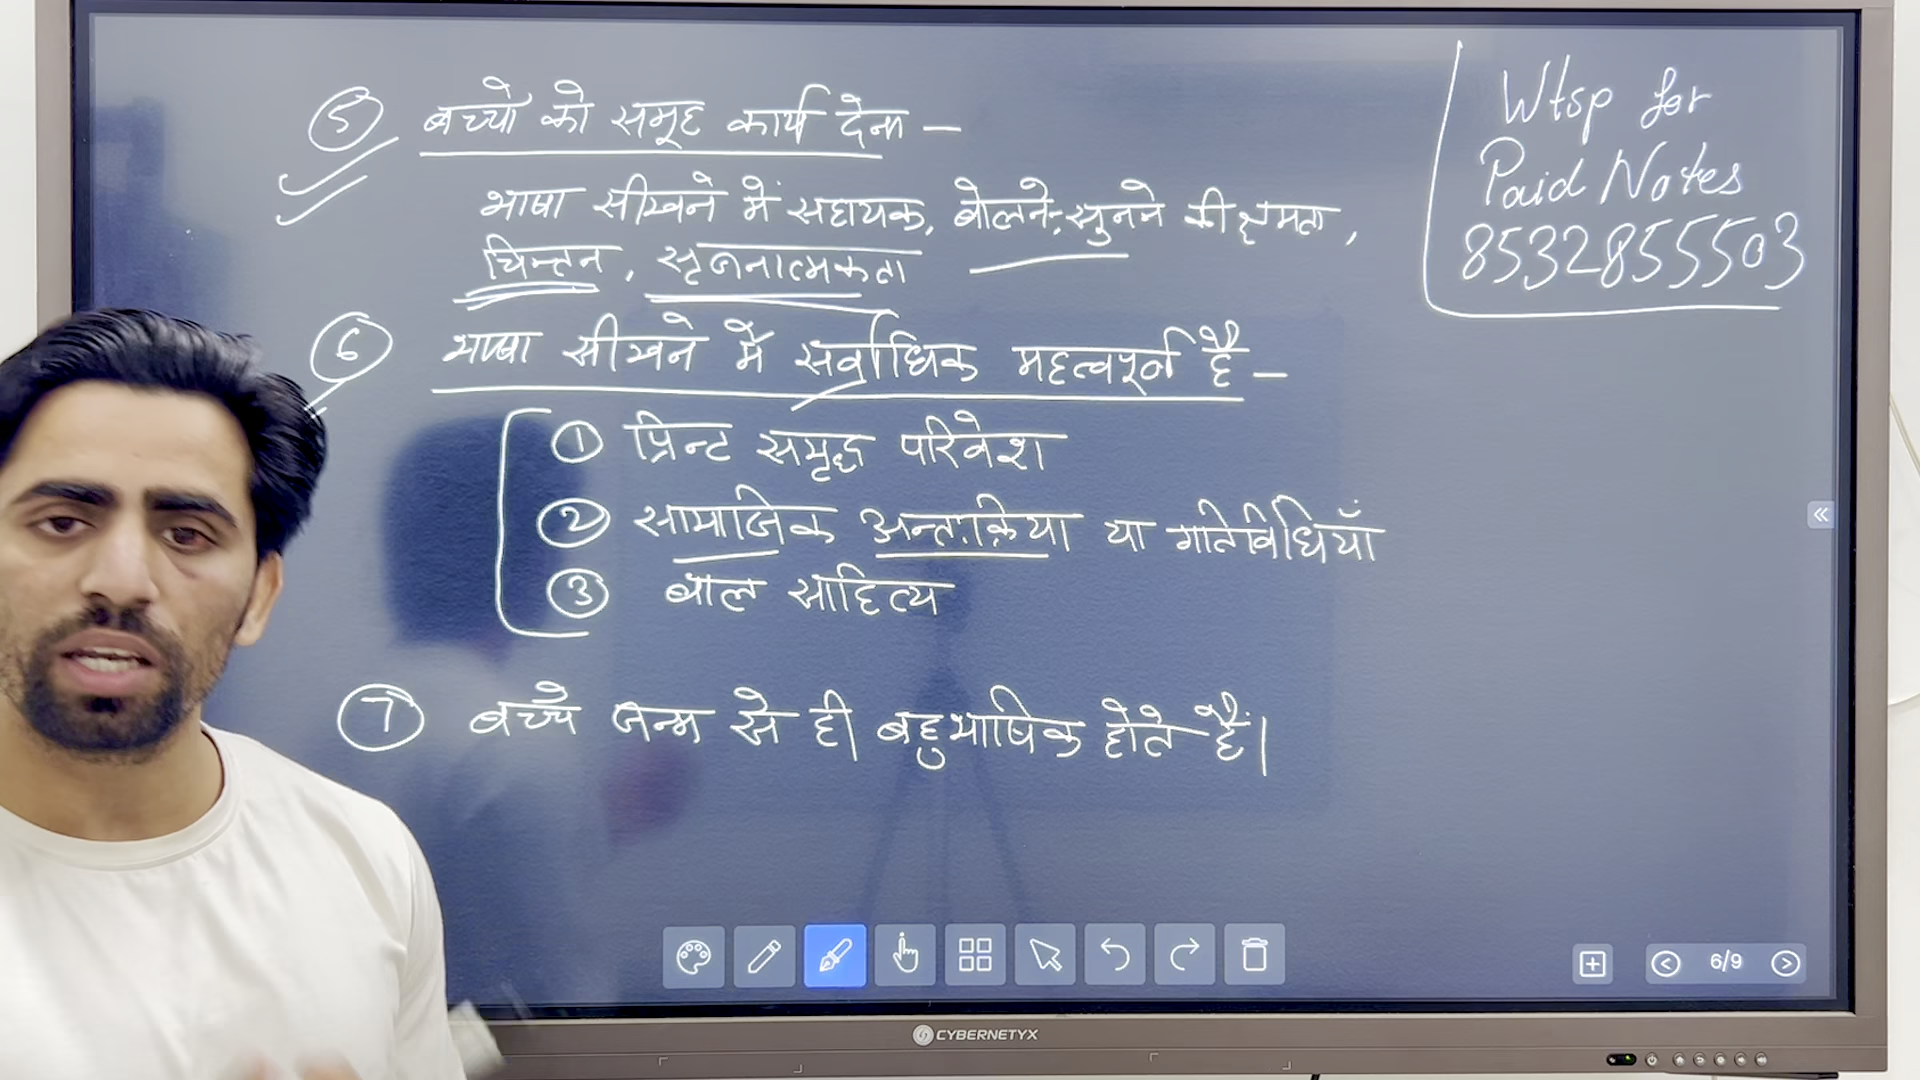 5 बच्चों को समूह कार्य देना –
भाषा सीखने में सहायक, बोलने-सुनने की क्षमता,
चिन्तन, सृजनात्मकता
6 भाषा सीखने में सर्वाधिक महत्वपूर्ण है –
1 प्रिन्ट समृद्ध परिवेश
2 सामाजिक अन्तःक्रिया या गतिविधियाँ
3 बाल साहित्य
7 बच्चे जन्म से ही बहुभाषिक होते हैं।
Wtsp for
Paid Notes
8532855503
6/9
CYBERNETYX